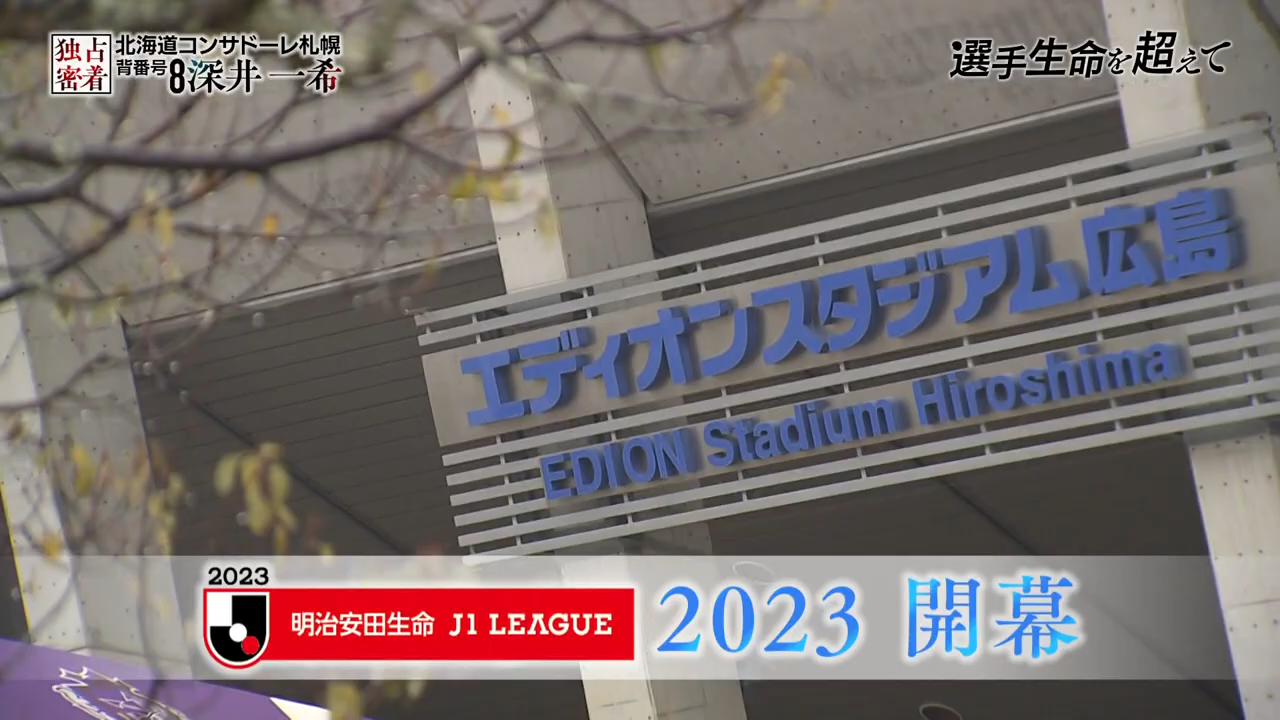 独占密着
北海道コンサドーレ札幌
背番号8深井一希
選手生命を超えて
エディオンスタジアム広島
EDION Stadium Hiroshima
2023
明治安田生命 J1 LEAGUE
2023 開幕